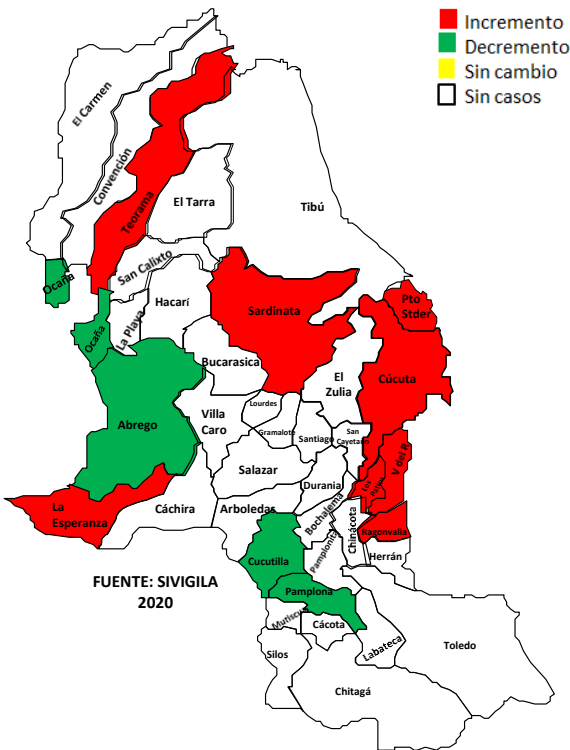 Incremento
Decremento
Sin cambio
Sin casos
El Carmen
Convención
Teorama
El Tarra
Tibú
San Calixto
Ocaña
Hacarí
La Playa
Ocaña
Sardínata
Pto
Stder
Bucarasica
El
Zulia
Cúcuta
Abrego
Villa
Caro
Lourdes
Gramalote
Santiago
San
Cayetano
Salazar
V del R.
Los Patios
Durania
La
Esperanza
Cáchira
Arboledas
Bochalema
Chinácota
Ragonvalia
Pamplonita
Herrán
Cucutilla
FUENTE: SIVIGILA
2020
Pamplona
Mutiscua
Cácota
Labateca
Toledo
Silos
Chitagá